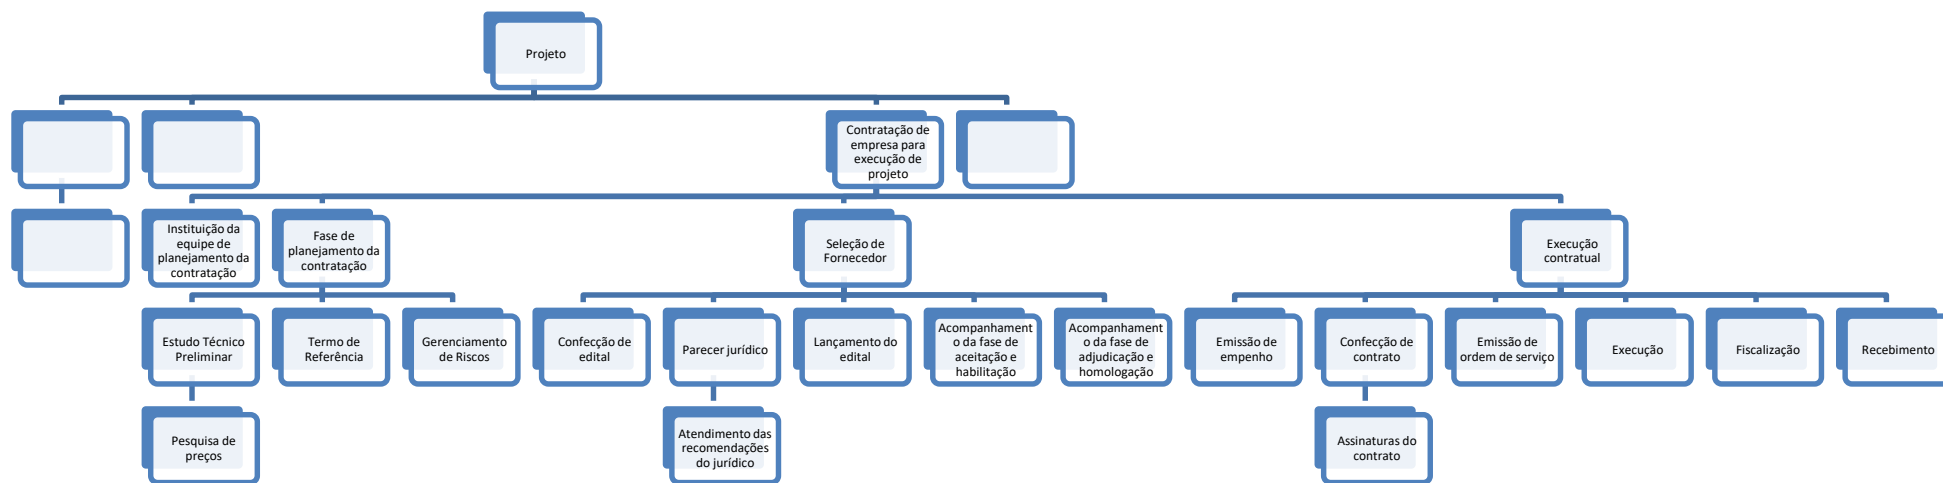 Projeto
Contratação de
empresa para
execução de
projeto
Instituição da
equipe de
planejamento da
contratação
Fase de
planejamento da
contratação
Seleção de
Fornecedor
Execução
contratual
Estudo Técnico
Preliminar
Termo de
Referência
Gerenciamento
de Riscos
Confecção de
edital
Parecer jurídico
Lançamento do
edital
Acompanhament
o da fase de
aceitação e
habilitação
Acompanhament
o da fase de
adjudicação e
homologação
Emissão de
empenho
Confecção de
contrato
Emissão de
ordem de serviço
Execução
Fiscalização
Recebimento
Pesquisa de
preços
Atendimento das
recomendações
do jurídico
Assinaturas do
contrato